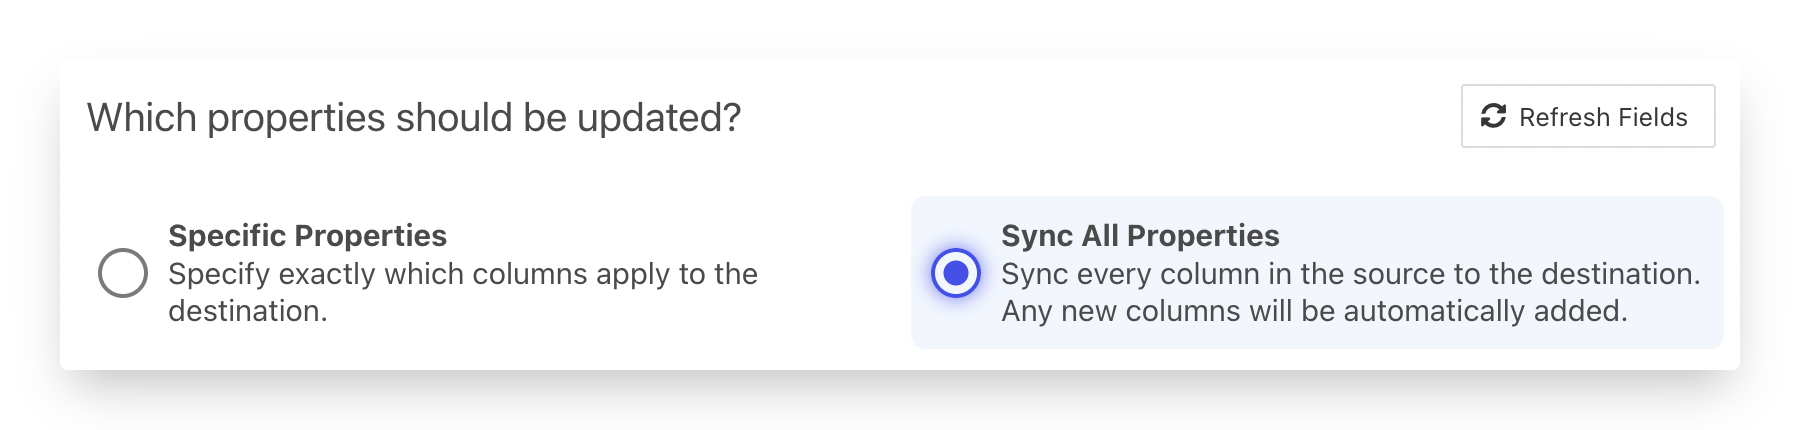 Which properties should be updated?
Refresh Fields
Specific Properties
Specify exactly which columns apply to the
destination.
Sync All Properties
Sync every column in the source to the destination.
Any new columns will be automatically added.